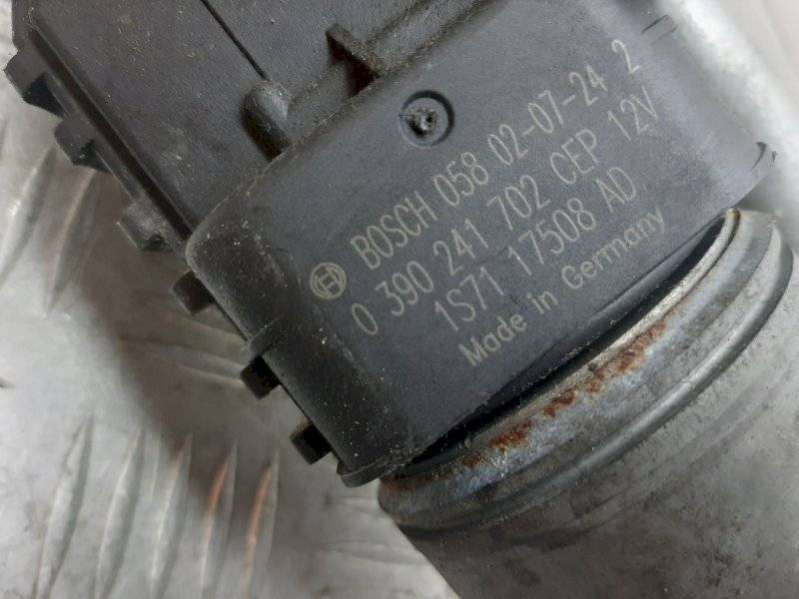 BOSCH 058 02-07-24 2
0 390 241 702 CEP 12V
1S71 17508 AD
Made in Germany